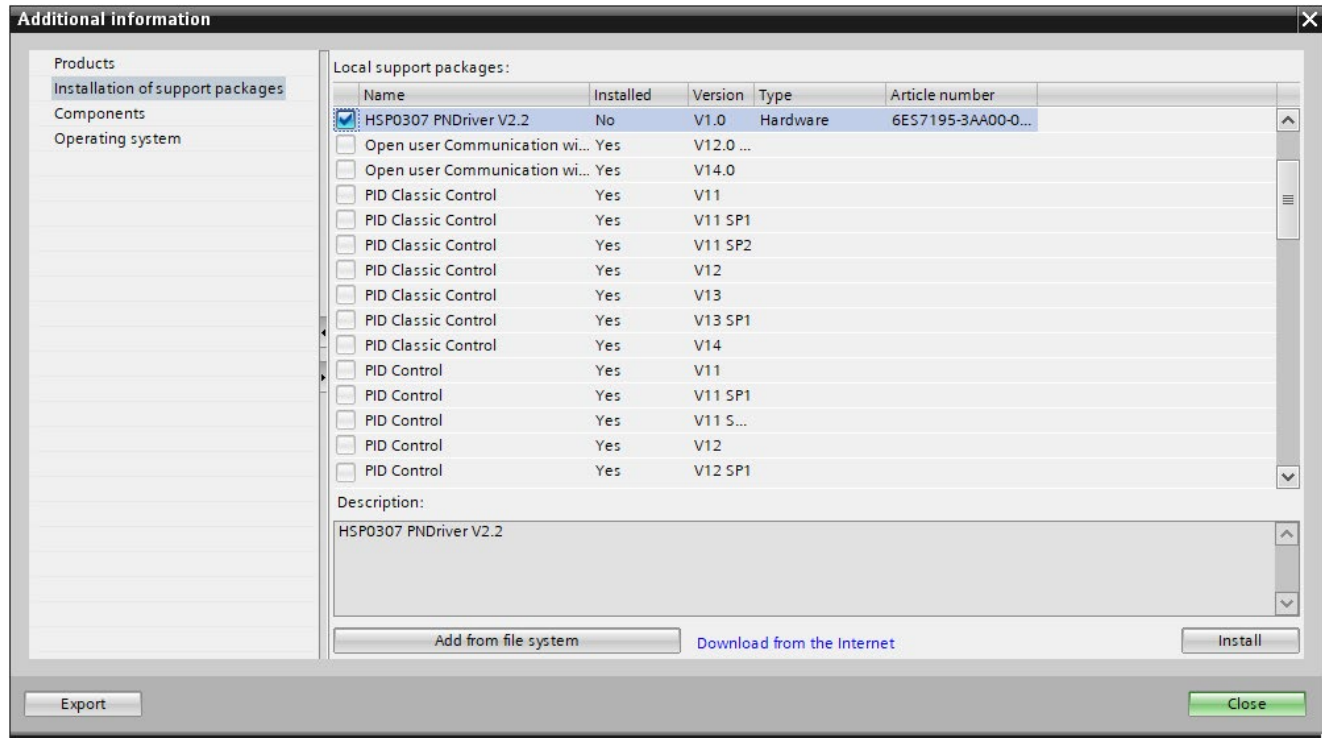 Additional information
Products
Installation of support packages
Components
Operating system
Local support packages:
Name Installed Version Type Article number
HSP0307 PNDriver V2.2 No V1.0 Hardware 6ES7195-3AA00-0...
Open user Communication wi... Yes V12.0 ...
Open user Communication wi... Yes V14.0
PID Classic Control Yes V11
PID Classic Control Yes V11 SP1
PID Classic Control Yes V11 SP2
PID Classic Control Yes V12
PID Classic Control Yes V13
PID Classic Control Yes V13 SP1
PID Classic Control Yes V14
PID Control Yes V11
PID Control Yes V11 SP1
PID Control Yes V11 S...
PID Control Yes V12
PID Control Yes V12 SP1
Description:
HSP0307 PNDriver V2.2
Add from file system Download from the Internet Install
Export Close